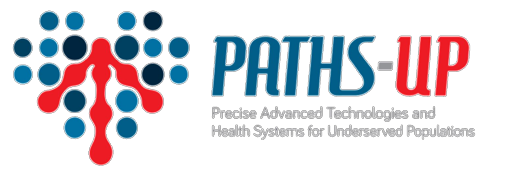 PATHS-UP
Precise Advanced Technologies and
Health Systems for Underserved Populations